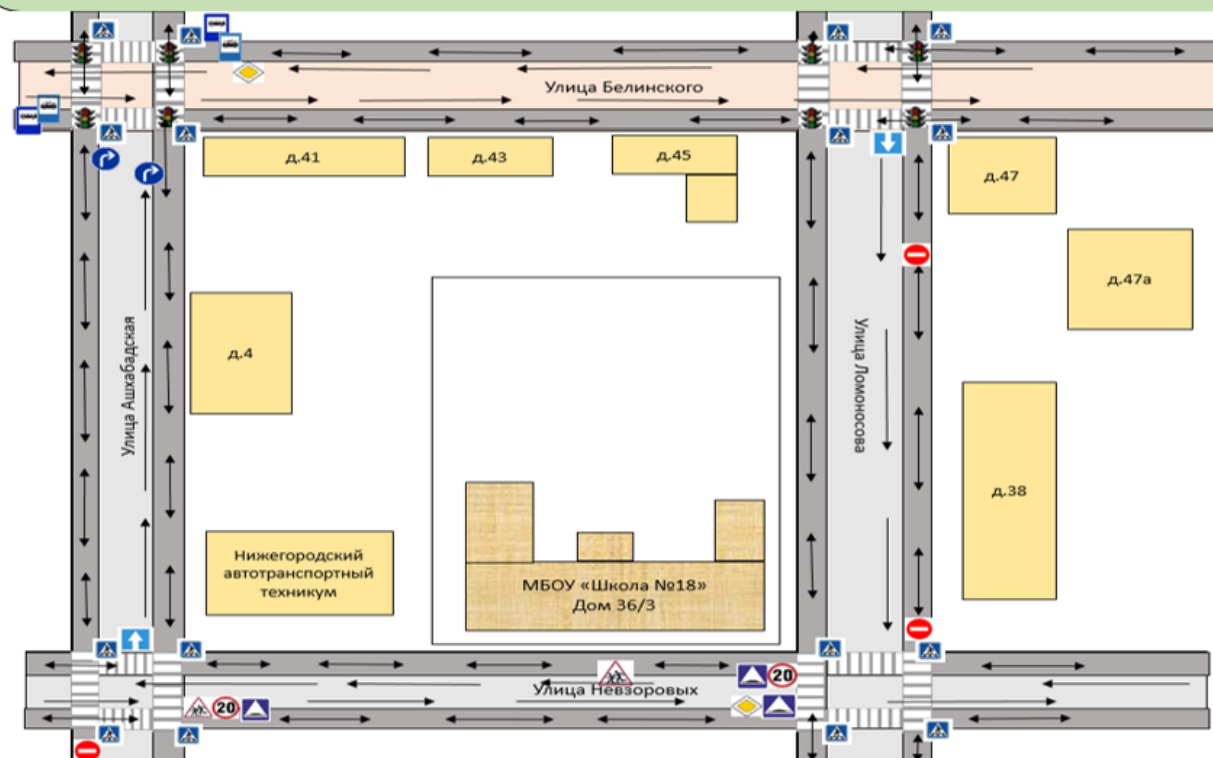 Улица Белинского
д.41
д.43
д.45
д.47
д.47а
Улица Ашхабадская
д.4
Улица Ломоносова
д.38
Нижегородский
автотранспортный
техникум
МБОУ «Школа №18»
Дом 36/3
20
Улица Невзоровых
20